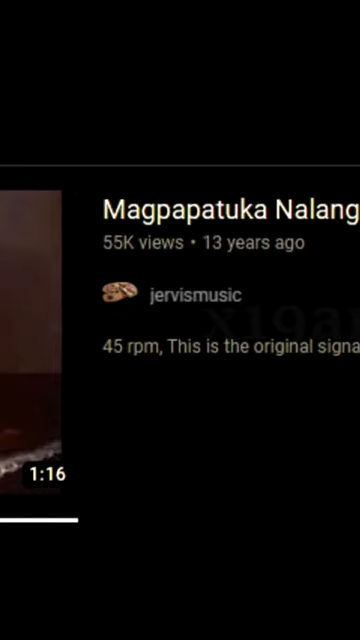 Magpapatuka Nalang
55K views • 13 years ago
jervismusic
45 rpm, This is the original signa
1:16